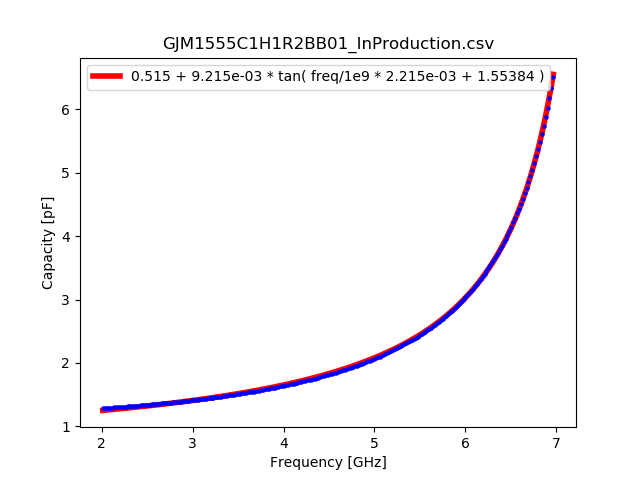 GJM1555C1H1R2BB01_InProduction.csv
0.515 + 9.215e-03 * tan( freq/1e9 * 2.215e-03 + 1.55384 )
Capacity [pF]
6
5
4
3
2
1
2 3 4 5 6 7
Frequency [GHz]